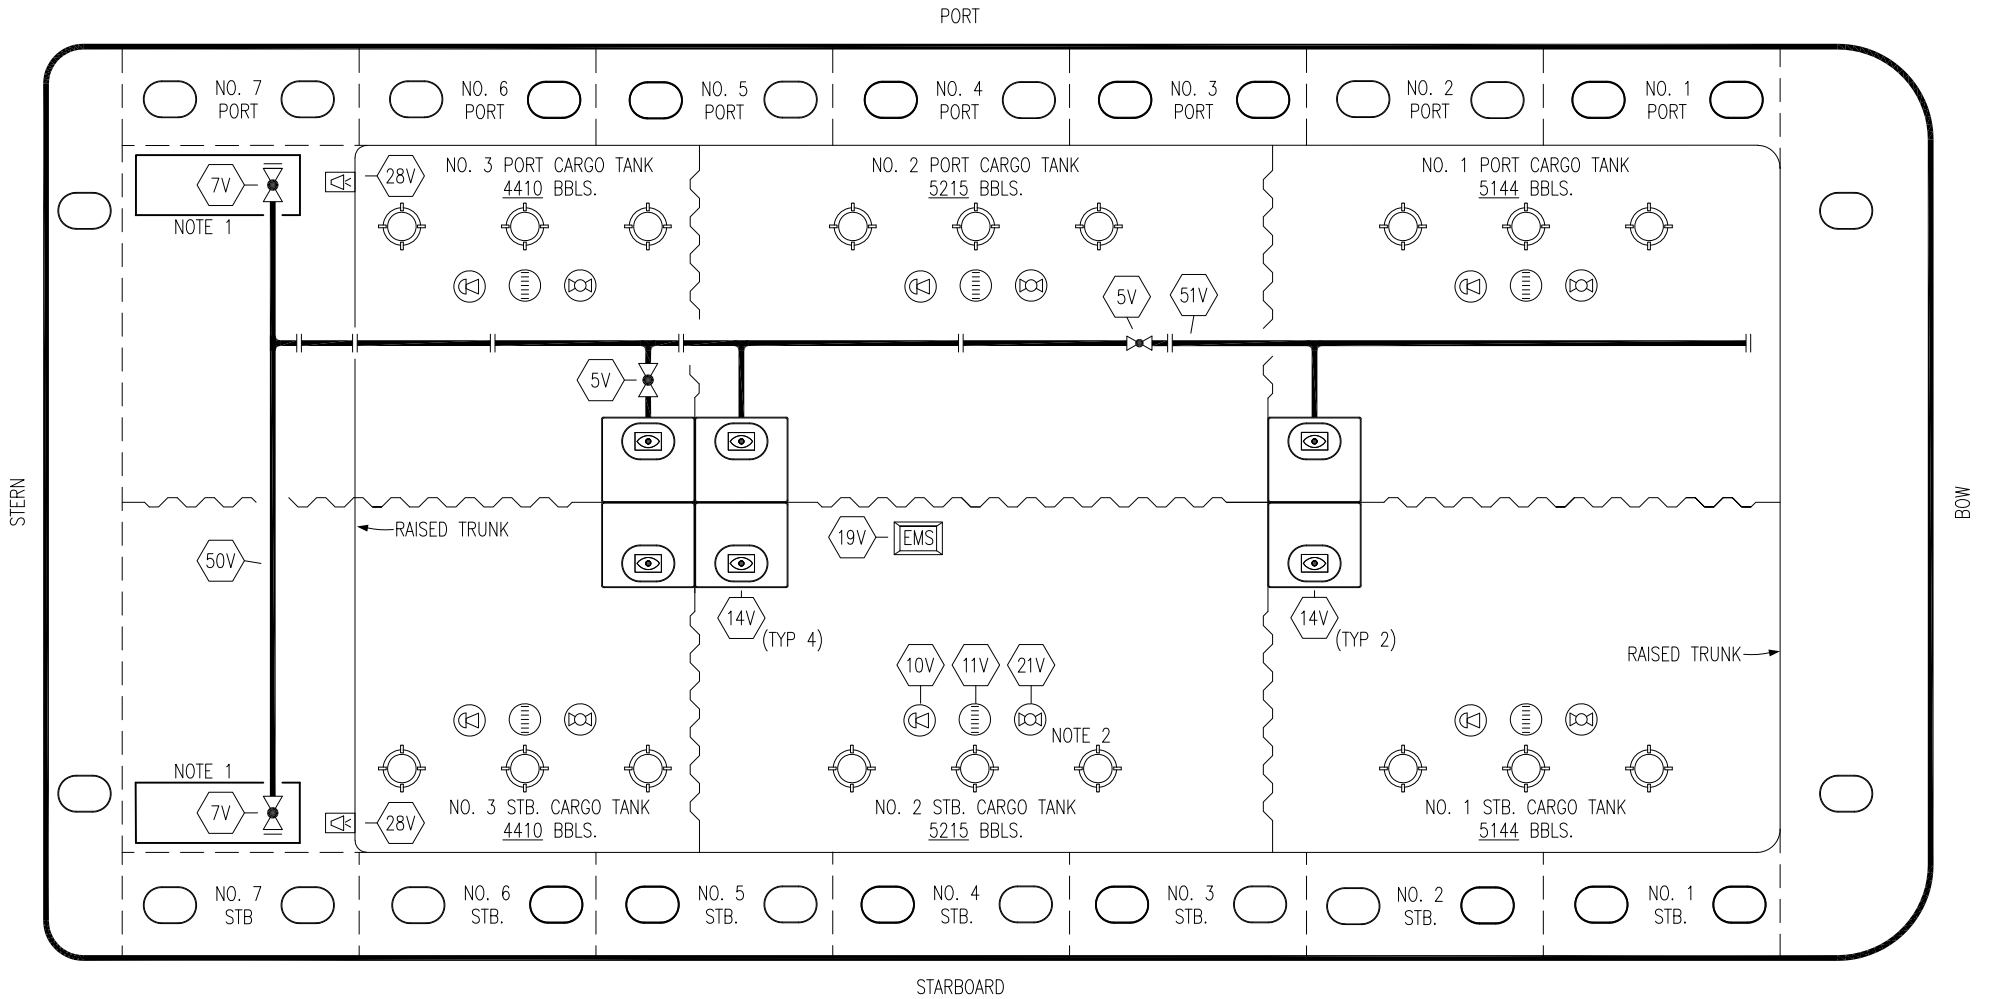 PORT
NO. 7
PORT
NO. 6
PORT
NO. 5
PORT
NO. 4
PORT
NO. 3
PORT
NO. 2
PORT
NO. 1
PORT
7V
NOTE 1
28V
NO. 3 PORT CARGO TANK
4410 BBLS.
NO. 2 PORT CARGO TANK
5215 BBLS.
NO. 1 PORT CARGO TANK
5144 BBLS.
5V
51V
5V
STERN
BOW
RAISED TRUNK
19V
EMS
50V
14V
(TYP 4)
14V
(TYP 2)
RAISED TRUNK
10V
11V
21V
NOTE 2
NOTE 1
7V
28V
NO. 3 STB. CARGO TANK
4410 BBLS.
NO. 2 STB. CARGO TANK
5215 BBLS.
NO. 1 STB. CARGO TANK
5144 BBLS.
NO. 7
STB
NO. 6
STB.
NO. 5
STB.
NO. 4
STB.
NO. 3
STB.
NO. 2
STB.
NO. 1
STB.
STARBOARD